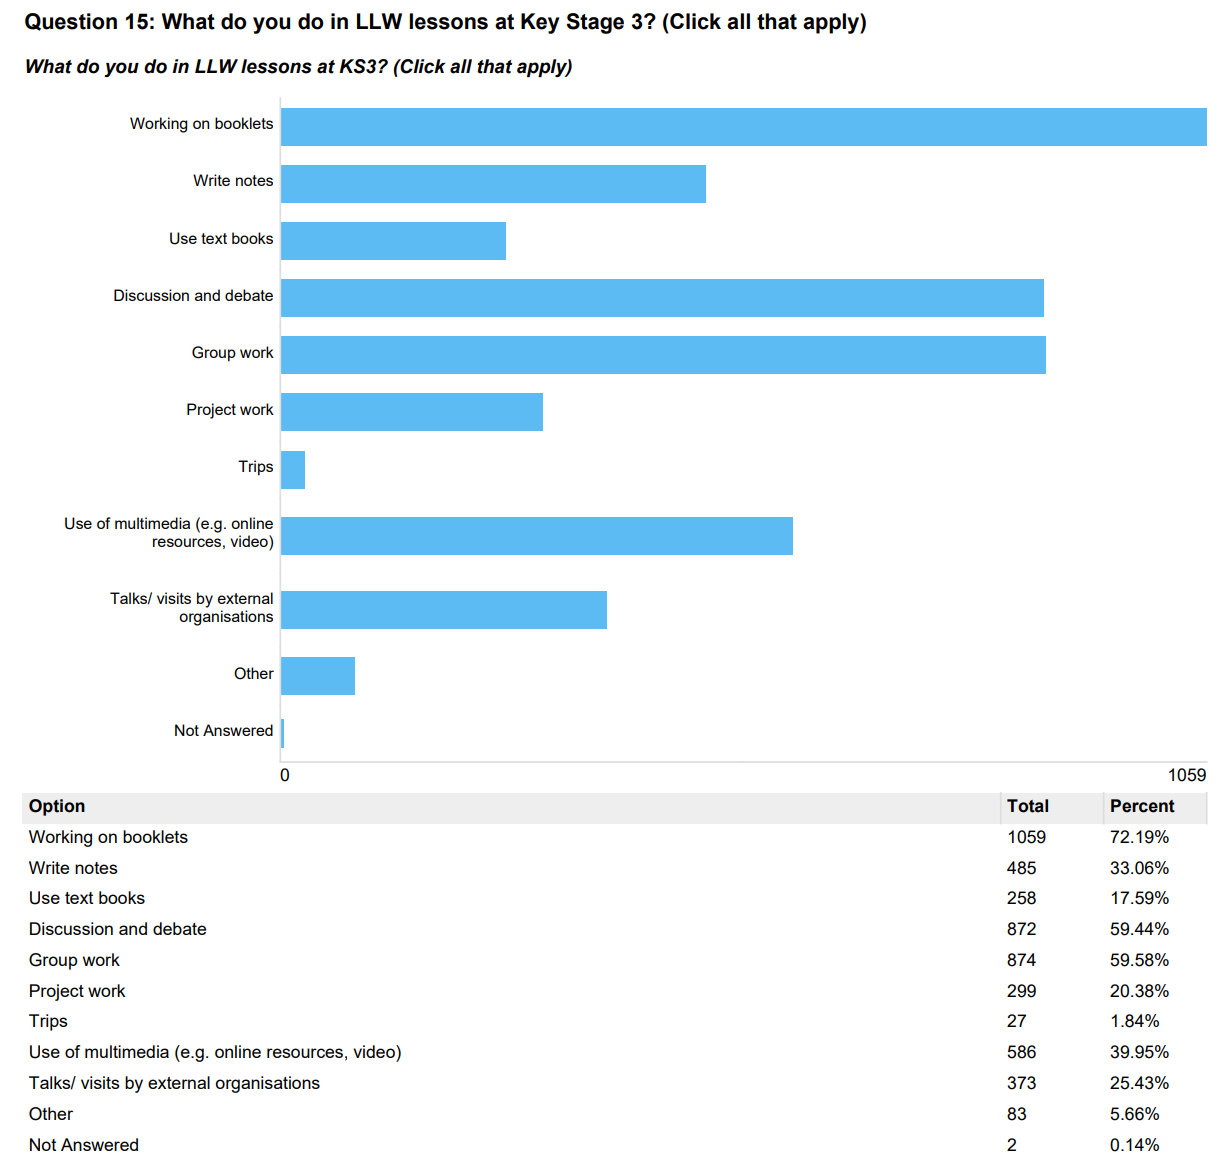 Question 15: What do you do in LLW lessons at Key Stage 3? (Click all that apply)
What do you do in LLW lessons at KS3? (Click all that apply)
Working on booklets
Write notes
Use text books
Discussion and debate
Group work
Project work
Trips
Use of multimedia (e.g. online
resources, video)
Talks/ visits by external
organisations
Other
Not Answered
0 1059
Option Total Percent
Working on booklets 1059 72.19%
Write notes 485 33.06%
Use text books 258 17.59%
Discussion and debate 872 59.44%
Group work 874 59.58%
Project work 299 20.38%
Trips 27 1.84%
Use of multimedia (e.g. online resources, video) 586 39.95%
Talks/ visits by external organisations 373 25.43%
Other 83 5.66%
Not Answered 2 0.14%